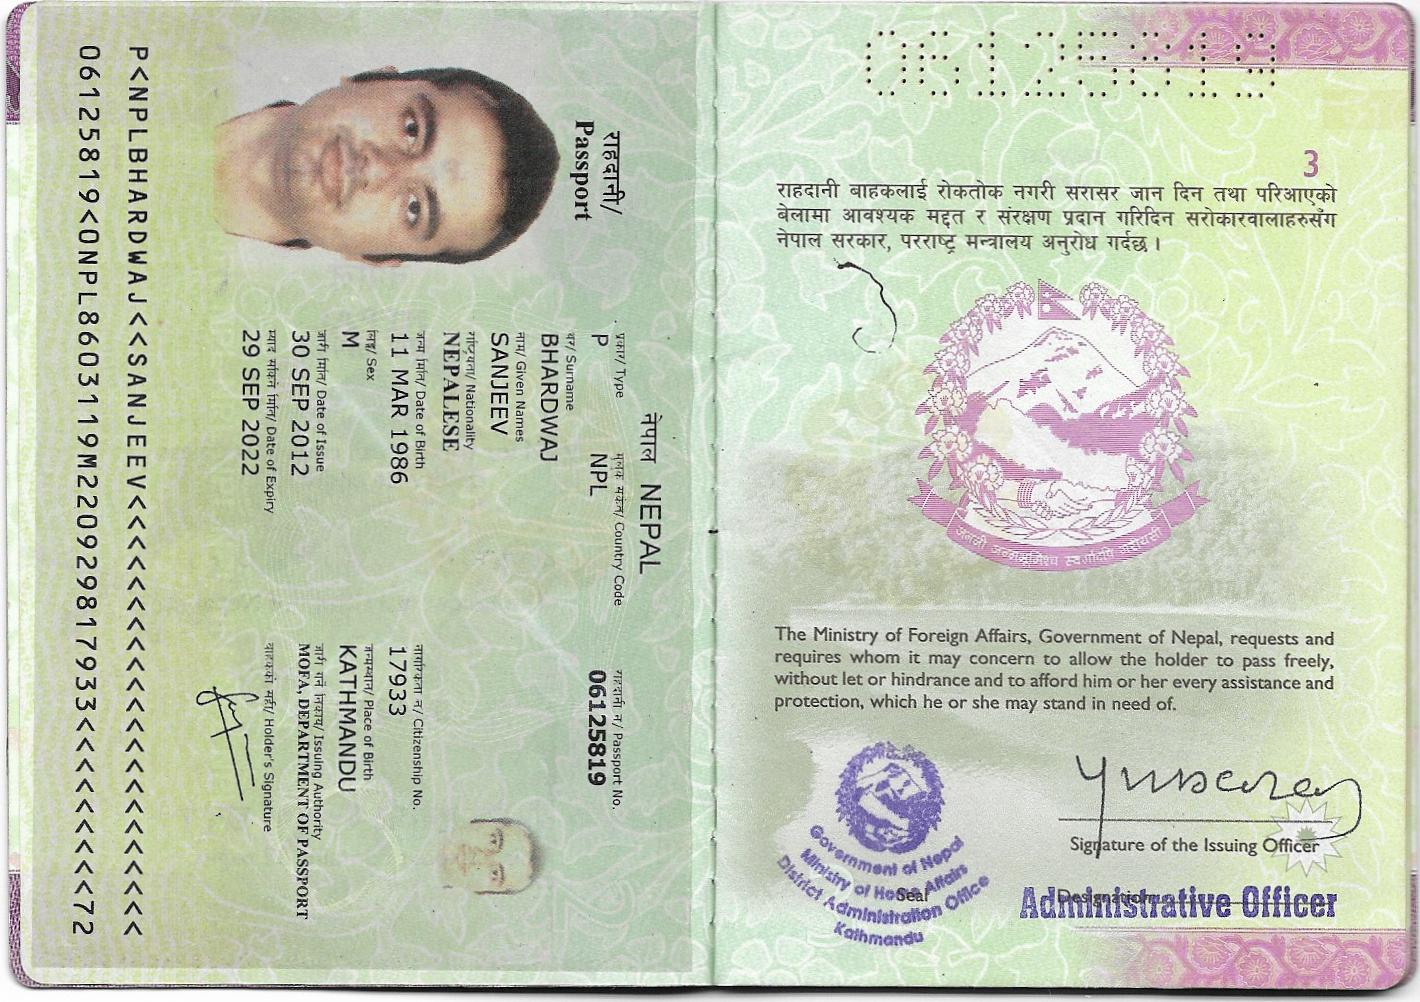 3
राहदानी बाहकलाई रोकतोक नगरी सरासर जान दिन तथा परिआएको
बेलामा आवश्यक मद्दत र संरक्षण प्रदान गरिदिन सरोकारवालाहरुसँग
नेपाल सरकार, परराष्ट्र मन्त्रालय अनुरोध गर्दछ ।
The Ministry of Foreign Affairs, Government of Nepal, requests and
requires whom it may concern to allow the holder to pass freely,
without let or hindrance and to afford him or her every assistance and
protection, which he or she may stand in need of.
Signature of the Issuing Officer
Administrative Officer
Seal
Government of Nepal
Ministry of Home Affairs
District Administration Office
Kathmandu
नेपाल NEPAL
राहदानी/
Passport
प्रकार/ Type मुलुक संकेत/ Country Code राहदानी नं/ Passport No.
P NPL 06125819
थर/ Surname
BHARDWAJ
नाम/ Given Names
SANJEEV
राष्ट्रियता/ Nationality
NEPALESE
जन्म मिति/ Date of Birth नागरिकता नं/ Citizenship No.
11 MAR 1986 17933
लिङ्ग/ Sex जन्मस्थान/ Place of Birth
M KATHMANDU
जारी मिति/ Date of Issue जारी गर्ने निकाय/ Issuing Authority
30 SEP 2012 MOFA, DEPARTMENT OF PASSPORT
म्याद सकिने मिति/ Date of Expiry वाहकको सही/ Holder's Signature
29 SEP 2022
P<NPLBHARDWAJ<<SANJEEV<<<<<<<<<<<<<<<<<<<<<<
06125819<0NPL8603119M220929817933<<<<<<<<<72